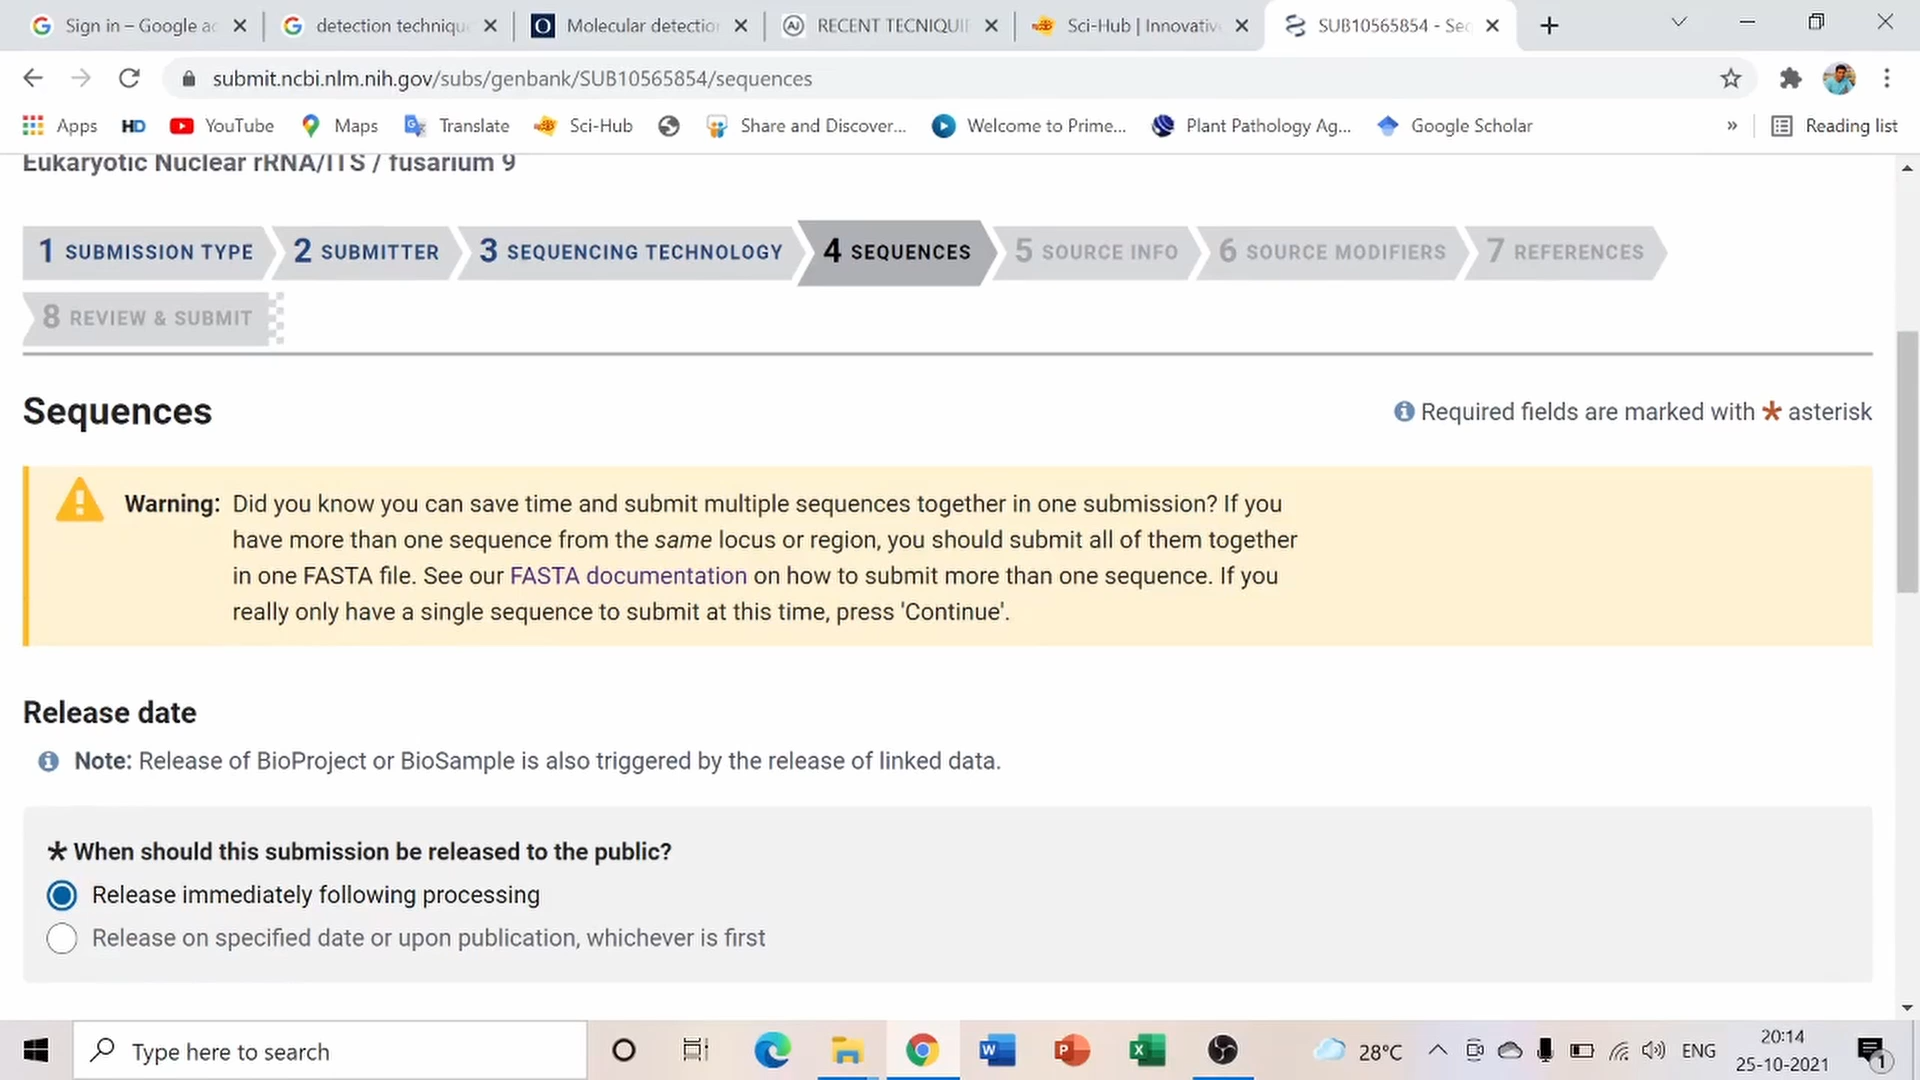 Sign in – Google ac
detection technique
Molecular detection
RECENT TECNIQUI
Sci-Hub | Innovative
SUB10565854 - Sec
submit.ncbi.nlm.nih.gov/subs/genbank/SUB10565854/sequences
Apps
HD
YouTube
Maps
Translate
Sci-Hub
Share and Discover...
Welcome to Prime...
Plant Pathology Ag...
Google Scholar
»
Reading list
Eukaryotic Nuclear rRNA/ITS / fusarium 9
1 SUBMISSION TYPE
2 SUBMITTER
3 SEQUENCING TECHNOLOGY
4 SEQUENCES
5 SOURCE INFO
6 SOURCE MODIFIERS
7 REFERENCES
8 REVIEW & SUBMIT
Sequences
Required fields are marked with * asterisk
Warning: Did you know you can save time and submit multiple sequences together in one submission? If you
have more than one sequence from the same locus or region, you should submit all of them together
in one FASTA file. See our FASTA documentation on how to submit more than one sequence. If you
really only have a single sequence to submit at this time, press 'Continue'.
Release date
Note: Release of BioProject or BioSample is also triggered by the release of linked data.
* When should this submission be released to the public?
Release immediately following processing
Release on specified date or upon publication, whichever is first
Type here to search
28°C
ENG
20:14
25-10-2021
1